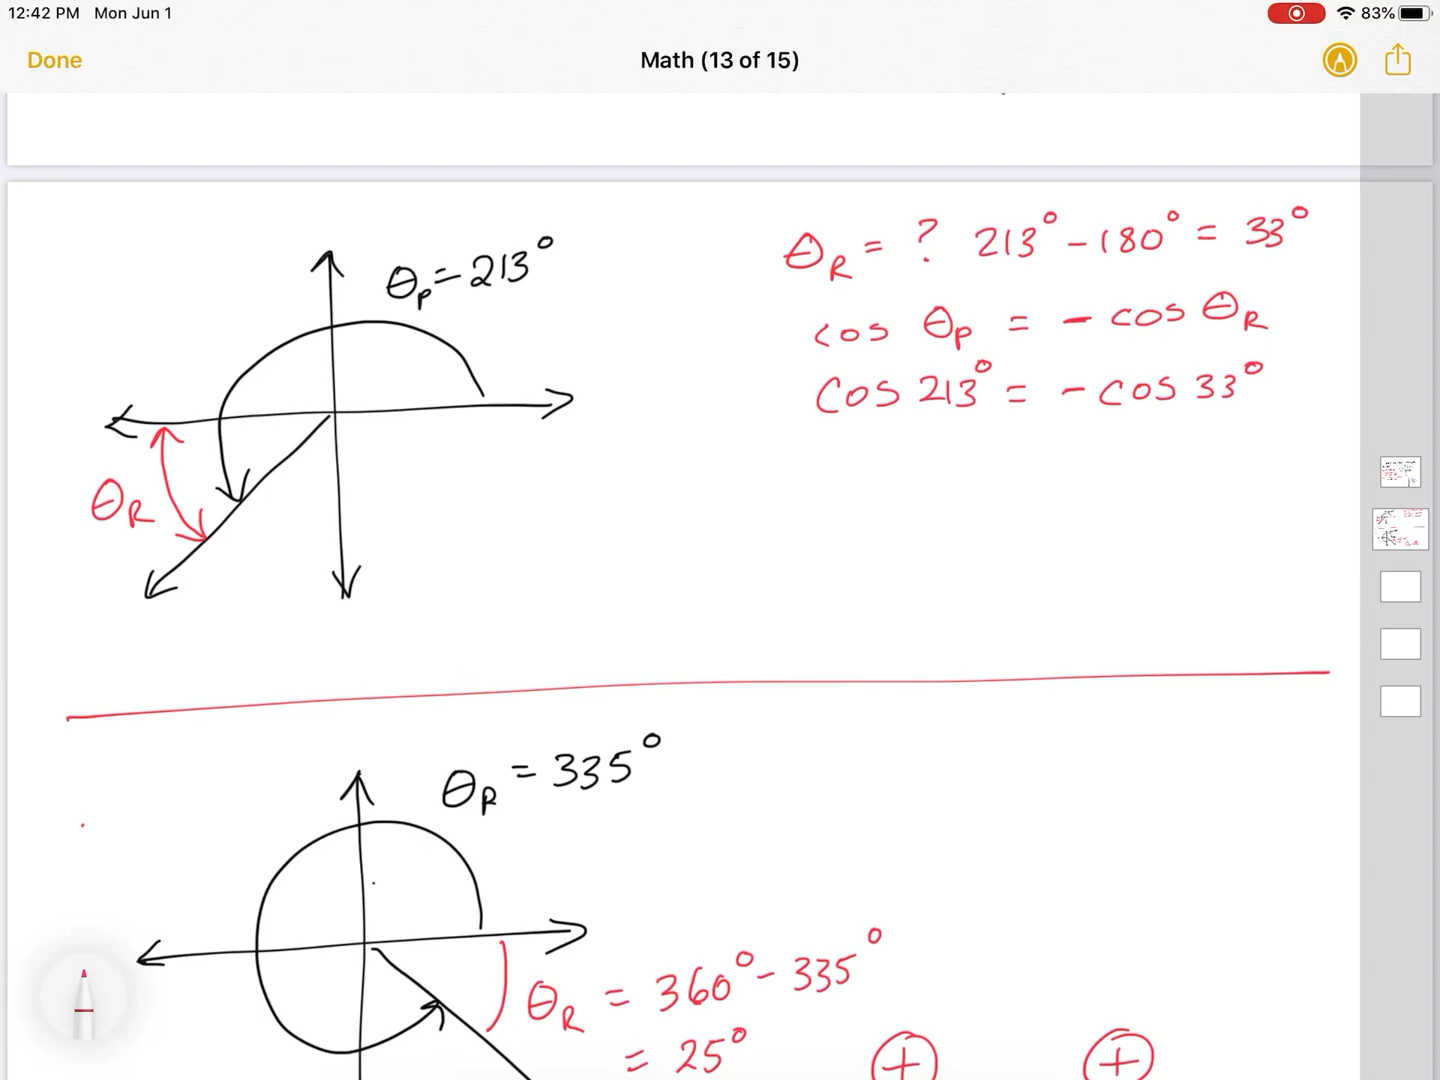 12:42 PM Mon Jun 1
83%
Done
Math (13 of 15)
θp = 213°
θR = ? 213° - 180° = 33°
cos θp = - cos θR
cos 213° = - cos 33°
θR
θR = 335°
θR = 360° - 335°
= 25°
+ +